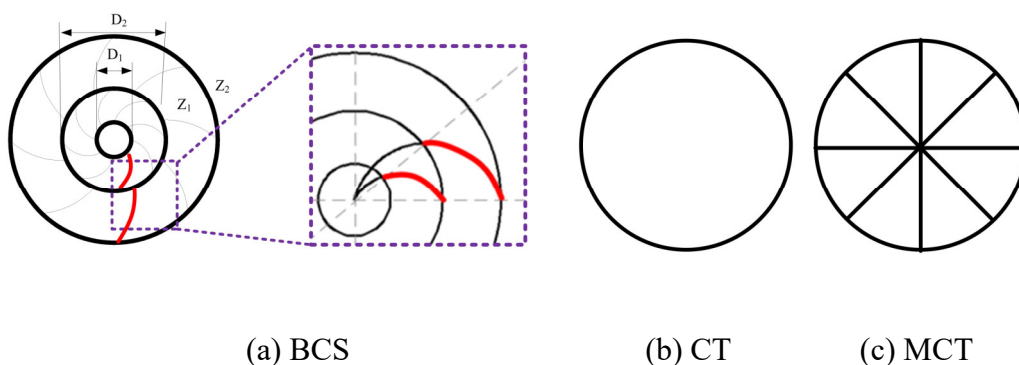 D₂
D₁
Z₂
Z₁
(a) BCS
(b) CT
(c) MCT